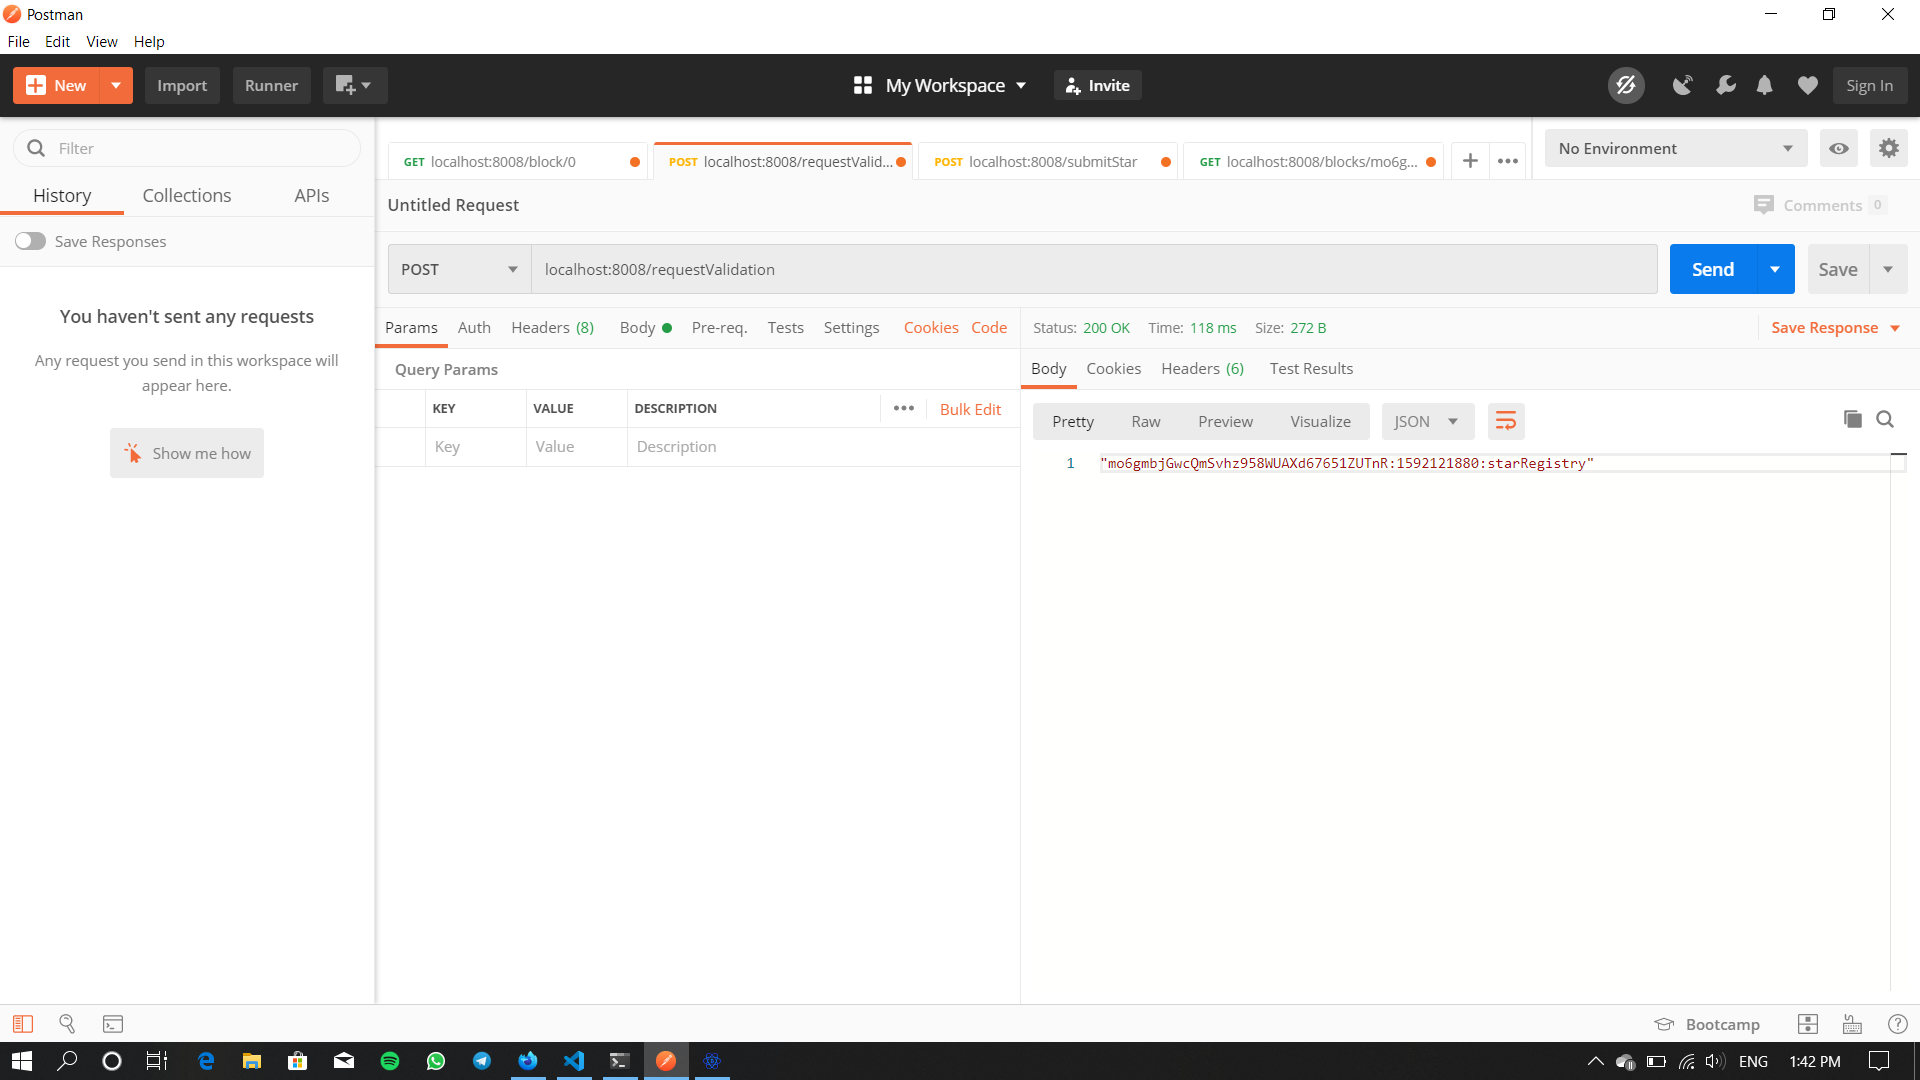 Postman
File Edit View Help
New Import Runner My Workspace Invite Sign In
Filter
History Collections APIs
Save Responses
You haven't sent any requests
Any request you send in this workspace will
appear here.
Show me how
GET localhost:8008/block/0 POST localhost:8008/requestValid... POST localhost:8008/submitStar GET localhost:8008/blocks/mo6g... No Environment
Untitled Request Comments 0
POST localhost:8008/requestValidation Send Save
Params Auth Headers (8) Body Pre-req. Tests Settings Cookies Code
Query Params
KEY VALUE DESCRIPTION Bulk Edit
Key Value Description
Status: 200 OK Time: 118 ms Size: 272 B Save Response
Body Cookies Headers (6) Test Results
Pretty Raw Preview Visualize JSON
1 "mo6gmbjGwcQmSvhz958WUAXd67651ZUTnR:1592121880:starRegistry"
Bootcamp
ENG 1:42 PM